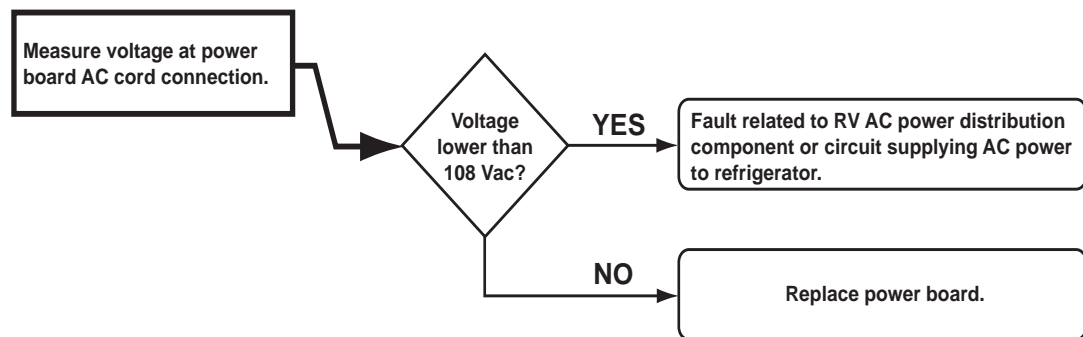 Measure voltage at power
board AC cord connection.
Voltage
lower than
108 Vac?
YES
Fault related to RV AC power distribution
component or circuit supplying AC power
to refrigerator.
NO
Replace power board.